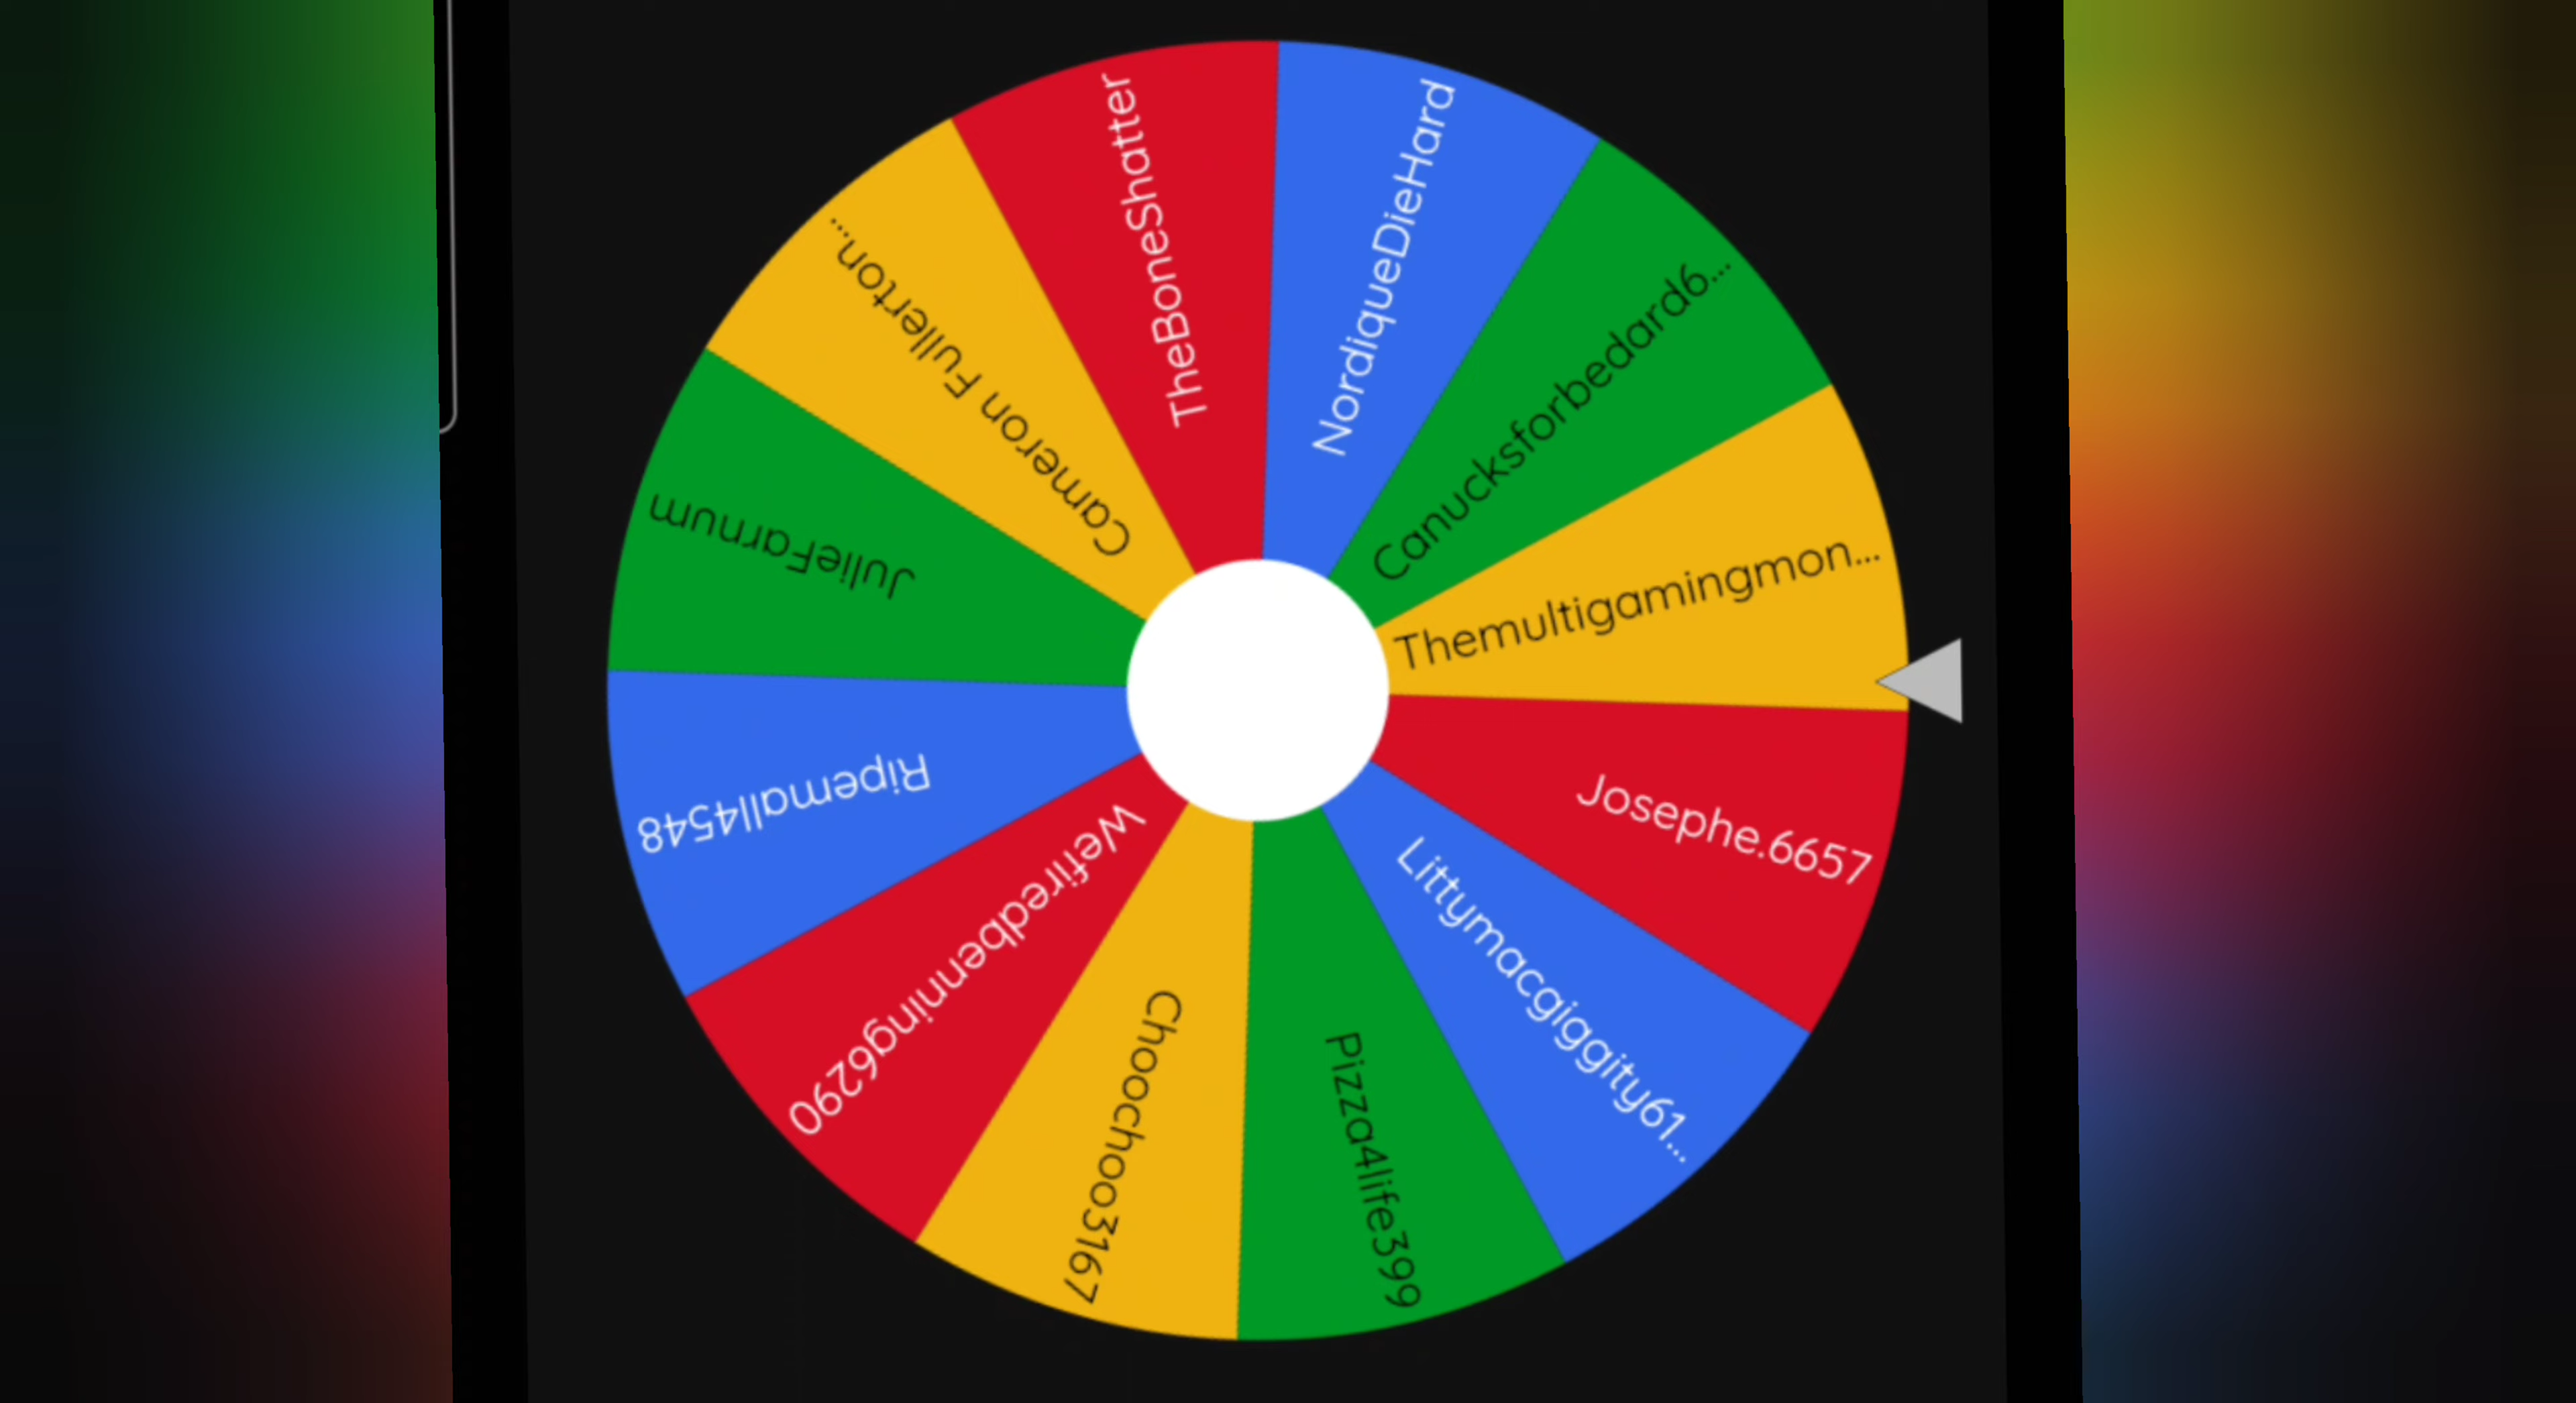 TheBoneShatter
NordiqueDieHard
Canucksforbedard6...
Themultigamingmon...
Josephe.6657
Littymacgiggity61...
Pizza4life399
Choochoo3167
Wefiredbenning6290
Ripemall4548
JulieFarnum
Cameron Fullerton...